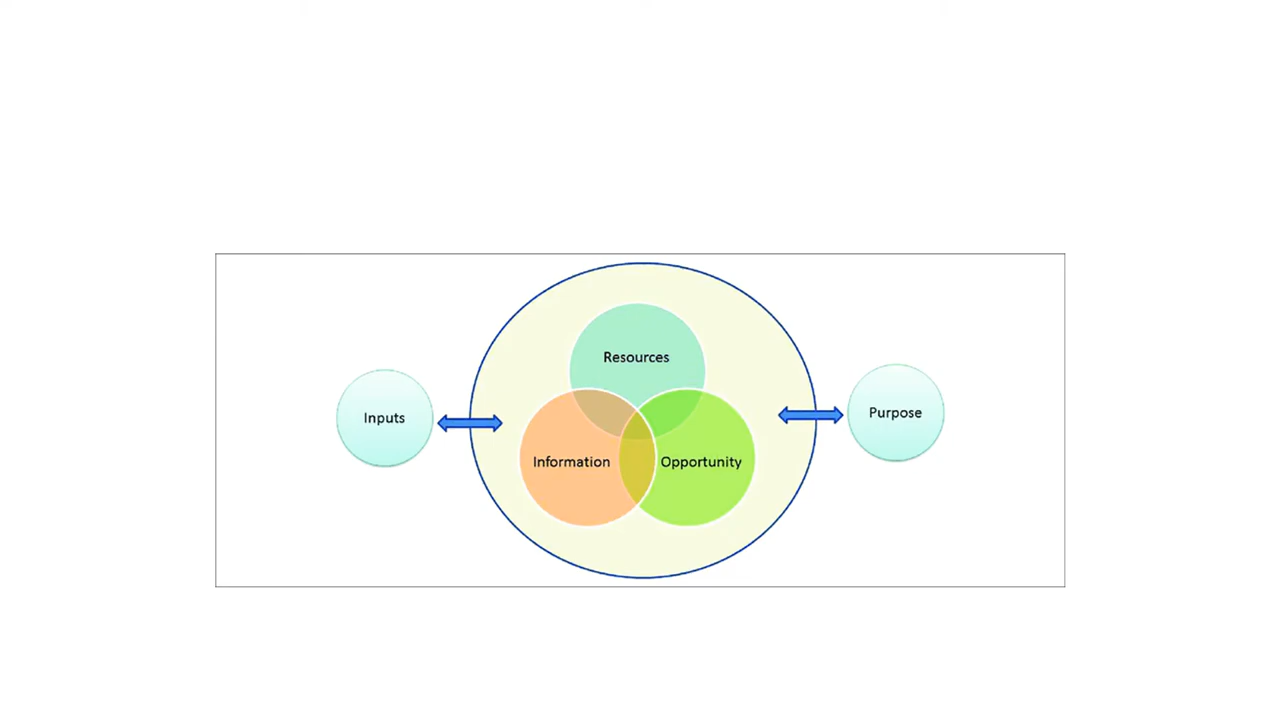 Resources
Inputs
Purpose
Information
Opportunity